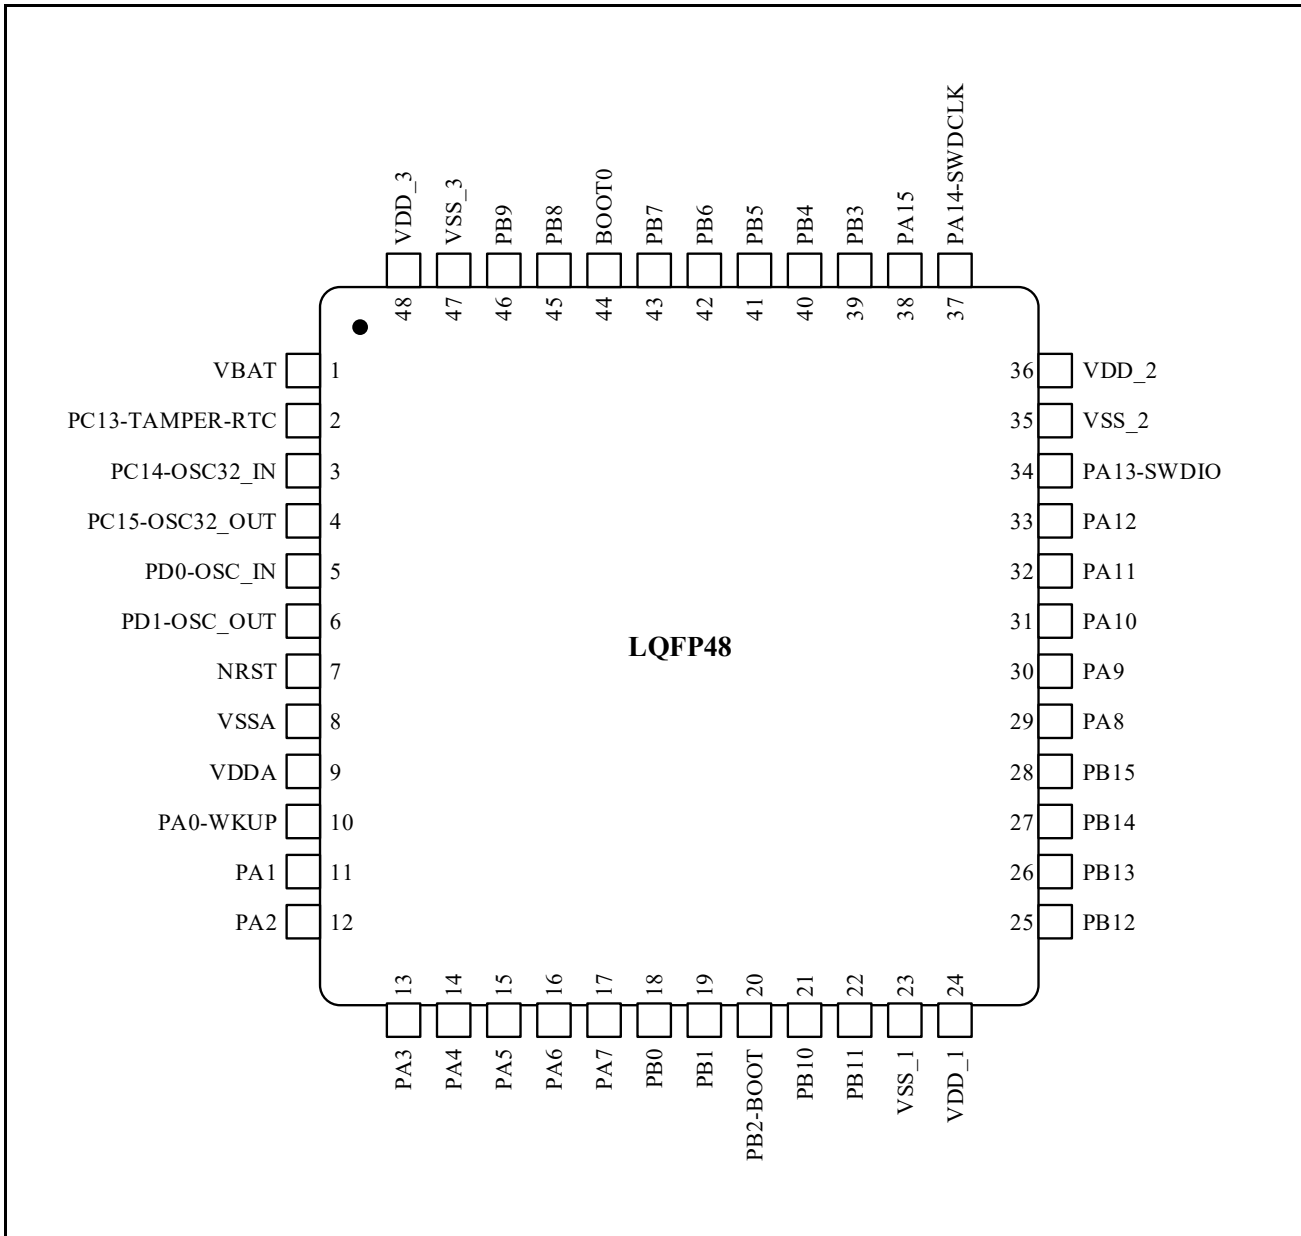 VDD_3
VSS_3
PB9
PB8
BOOT0
PB7
PB6
PB5
PB4
PB3
PA15
PA14-SWDCLK
48
47
46
45
44
43
42
41
40
39
38
37
VBAT 1
PC13-TAMPER-RTC 2
PC14-OSC32_IN 3
PC15-OSC32_OUT 4
PD0-OSC_IN 5
PD1-OSC_OUT 6
NRST 7
VSSA 8
VDDA 9
PA0-WKUP 10
PA1 11
PA2 12
LQFP48
36 VDD_2
35 VSS_2
34 PA13-SWDIO
33 PA12
32 PA11
31 PA10
30 PA9
29 PA8
28 PB15
27 PB14
26 PB13
25 PB12
13
14
15
16
17
18
19
20
21
22
23
24
PA3
PA4
PA5
PA6
PA7
PB0
PB1
PB2-BOOT
PB10
PB11
VSS_1
VDD_1